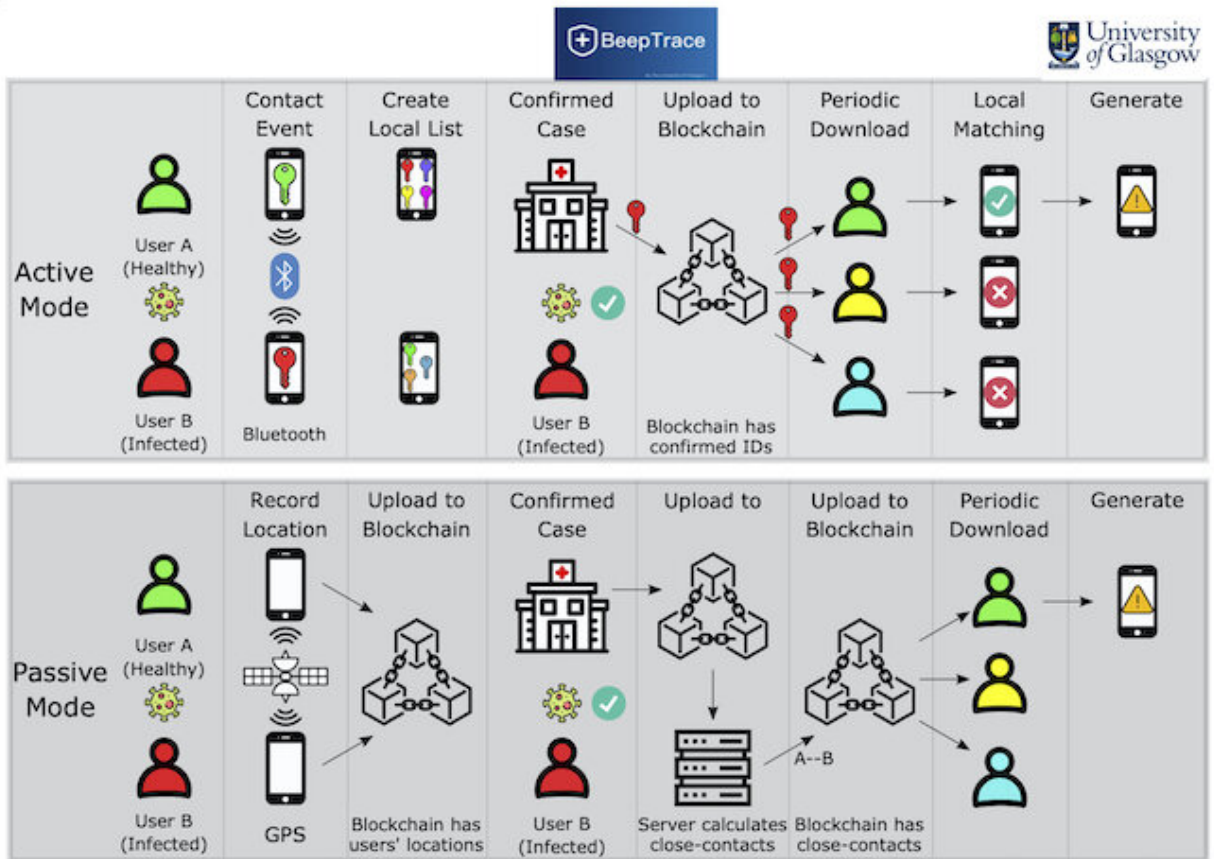 BeepTrace
University
of Glasgow
Contact
Event
Create
Local List
Confirmed
Case
Upload to
Blockchain
Periodic
Download
Local
Matching
Generate
Active
Mode
User A
(Healthy)
User B
(Infected)
Bluetooth
User B
(Infected)
Blockchain has
confirmed IDs
Record
Location
Upload to
Blockchain
Confirmed
Case
Upload to
Upload to
Blockchain
Periodic
Download
Generate
Passive
Mode
User A
(Healthy)
User B
(Infected)
GPS
Blockchain has
users' locations
User B
(Infected)
Server calculates
close-contacts
A--B
Blockchain has
close-contacts